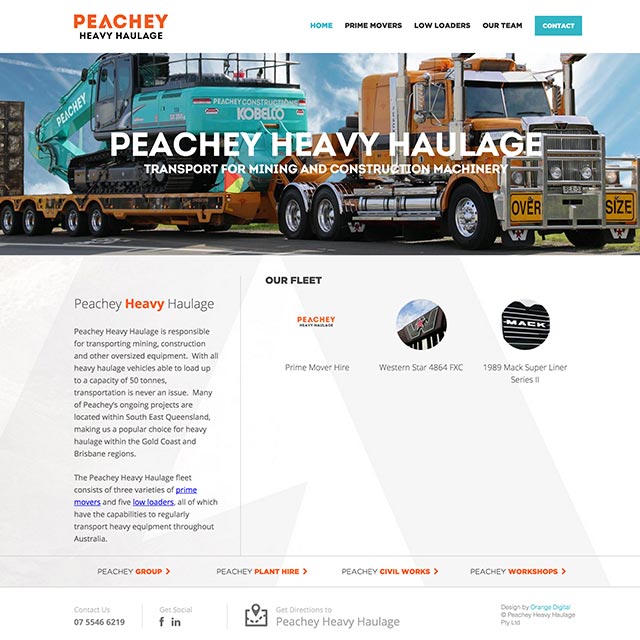 PEACHEY
HEAVY HAULAGE
HOME PRIME MOVERS LOW LOADERS OUR TEAM CONTACT
PEACHEY
PEACHEY CONSTRUCTIONS
KOBELCO
PEACHEY HEAVY HAULAGE
TRANSPORT FOR MINING AND CONSTRUCTION MACHINERY
OVER SIZE
Peachey Heavy Haulage
Peachey Heavy Haulage is responsible
for transporting mining, construction
and other oversized equipment. With all
heavy haulage vehicles able to load up
to a capacity of 50 tonnes,
transportation is never an issue. Many
of Peachey's ongoing projects are
located within South East Queensland,
making us a popular choice for heavy
haulage within the Gold Coast and
Brisbane regions.
The Peachey Heavy Haulage fleet
consists of three varieties of prime
movers and five low loaders, all of which
have the capabilities to regularly
transport heavy equipment throughout
Australia.
OUR FLEET
PEACHEY
HEAVY HAULAGE
Prime Mover Hire
Western Star 4864 FXC
MACK
1989 Mack Super Liner
Series II
PEACHEY GROUP
PEACHEY PLANT HIRE
PEACHEY CIVIL WORKS
PEACHEY WORKSHOPS
Contact Us
07 5546 6219
Get Social
f in
Get Directions to
Peachey Heavy Haulage
Design by Orange Digital
© Peachey Heavy Haulage
Pty Ltd